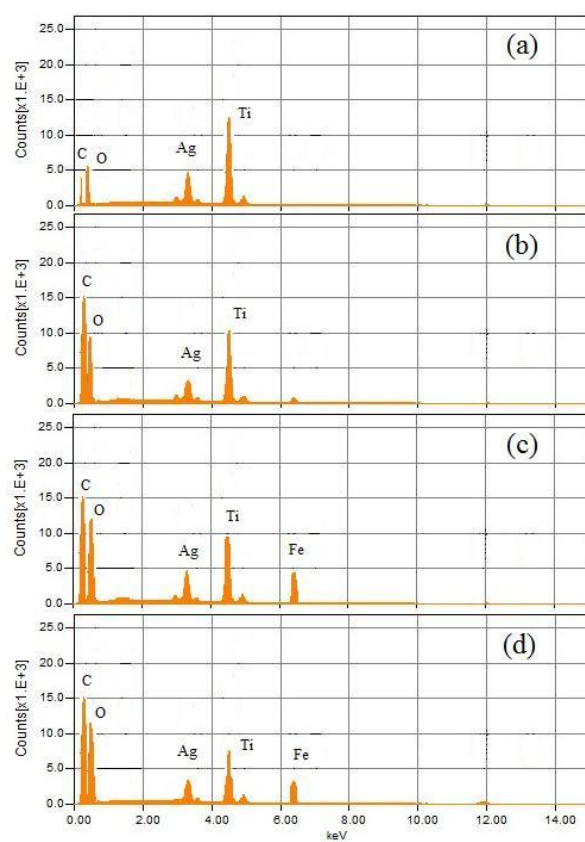 (a)
Counts[x1.E+3]
25.0
20.0
15.0
10.0
5.0
0.0
C
O
Ag
Ti
(b)
Counts[x1.E+3]
25.0
20.0
15.0
10.0
5.0
0.0
C
O
Ag
Ti
(c)
Counts[x1.E+3]
25.0
20.0
15.0
10.0
5.0
0.0
C
O
Ag
Ti
Fe
(d)
Counts[x1.E+3]
25.0
20.0
15.0
10.0
5.0
0.0
C
O
Ag
Ti
Fe
0.00 2.00 4.00 6.00 8.00 10.00 12.00 14.00
keV